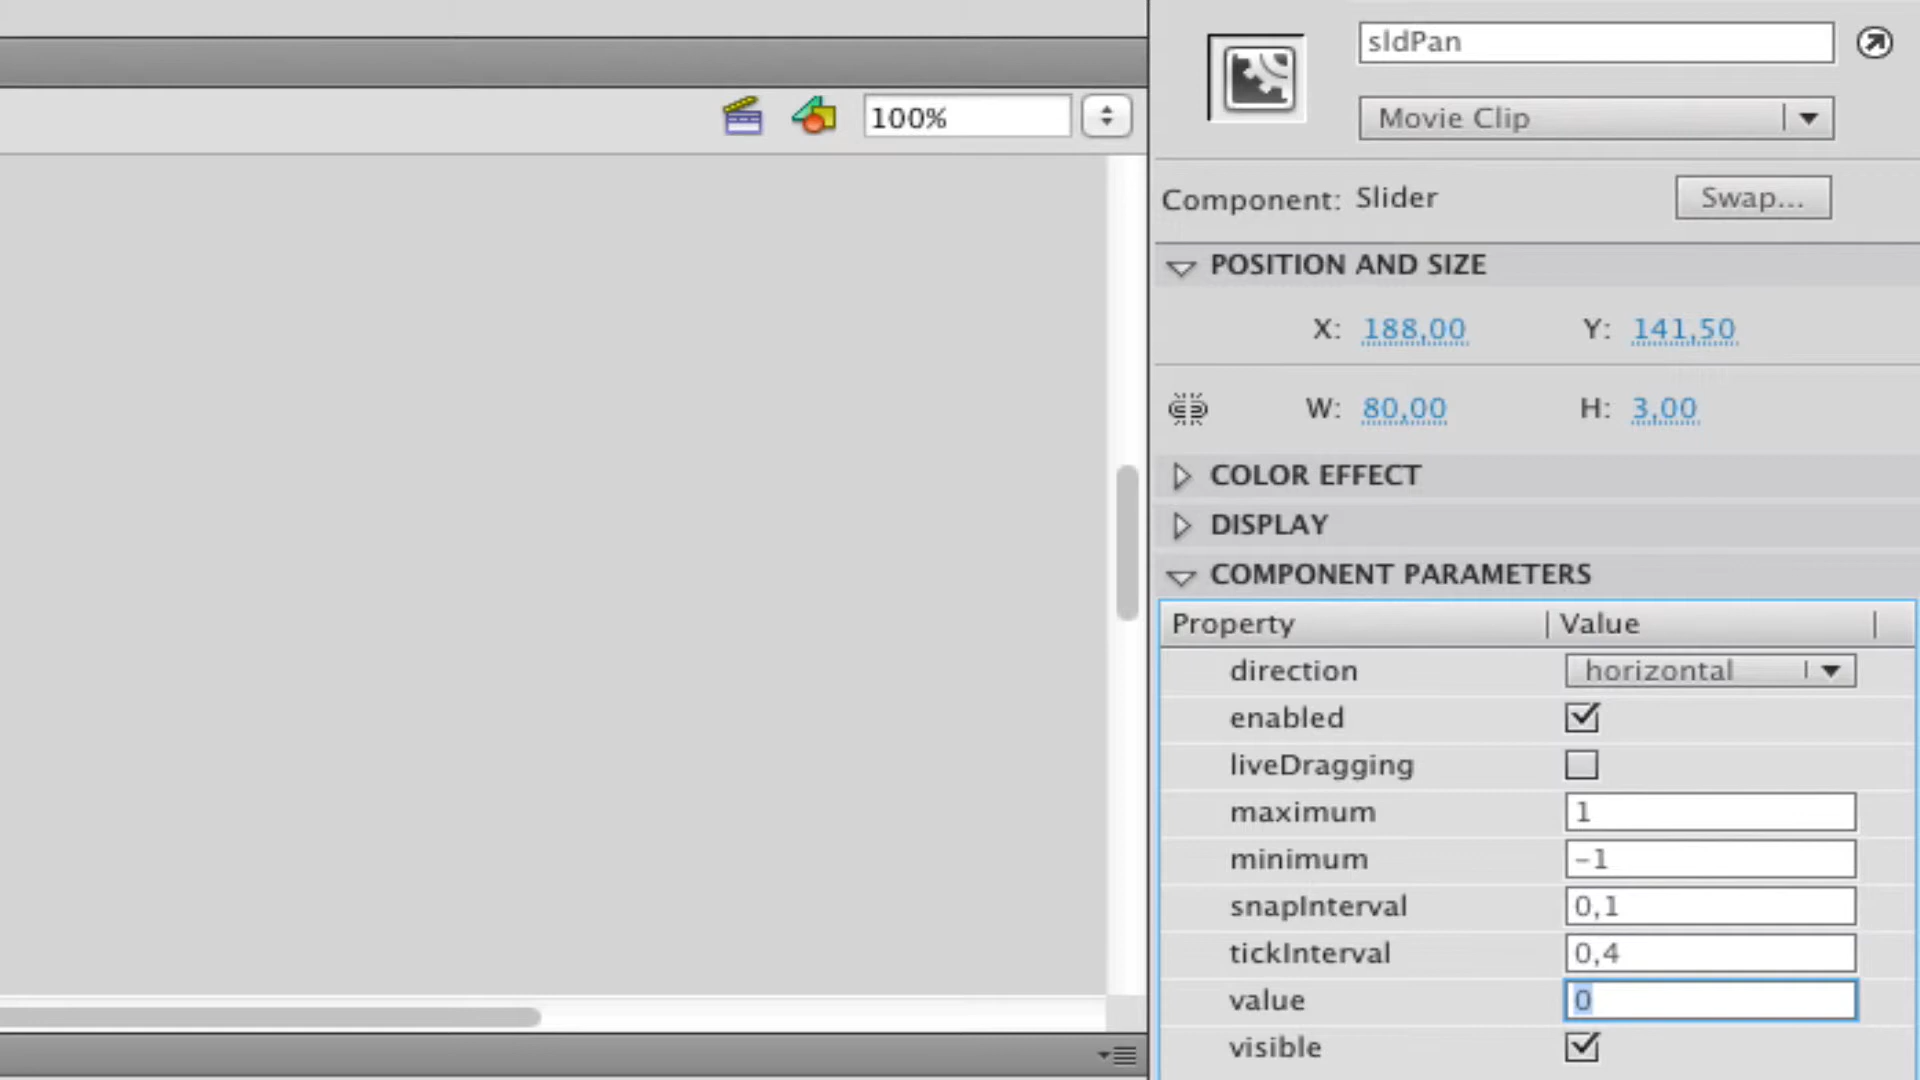 sldPan
100%
Movie Clip
Component: Slider Swap...
POSITION AND SIZE
X: 188,00 Y: 141,50
W: 80,00 H: 3,00
COLOR EFFECT
DISPLAY
COMPONENT PARAMETERS
Property Value
direction horizontal
enabled
liveDragging
maximum 1
minimum -1
snapInterval 0,1
tickInterval 0,4
value 0
visible